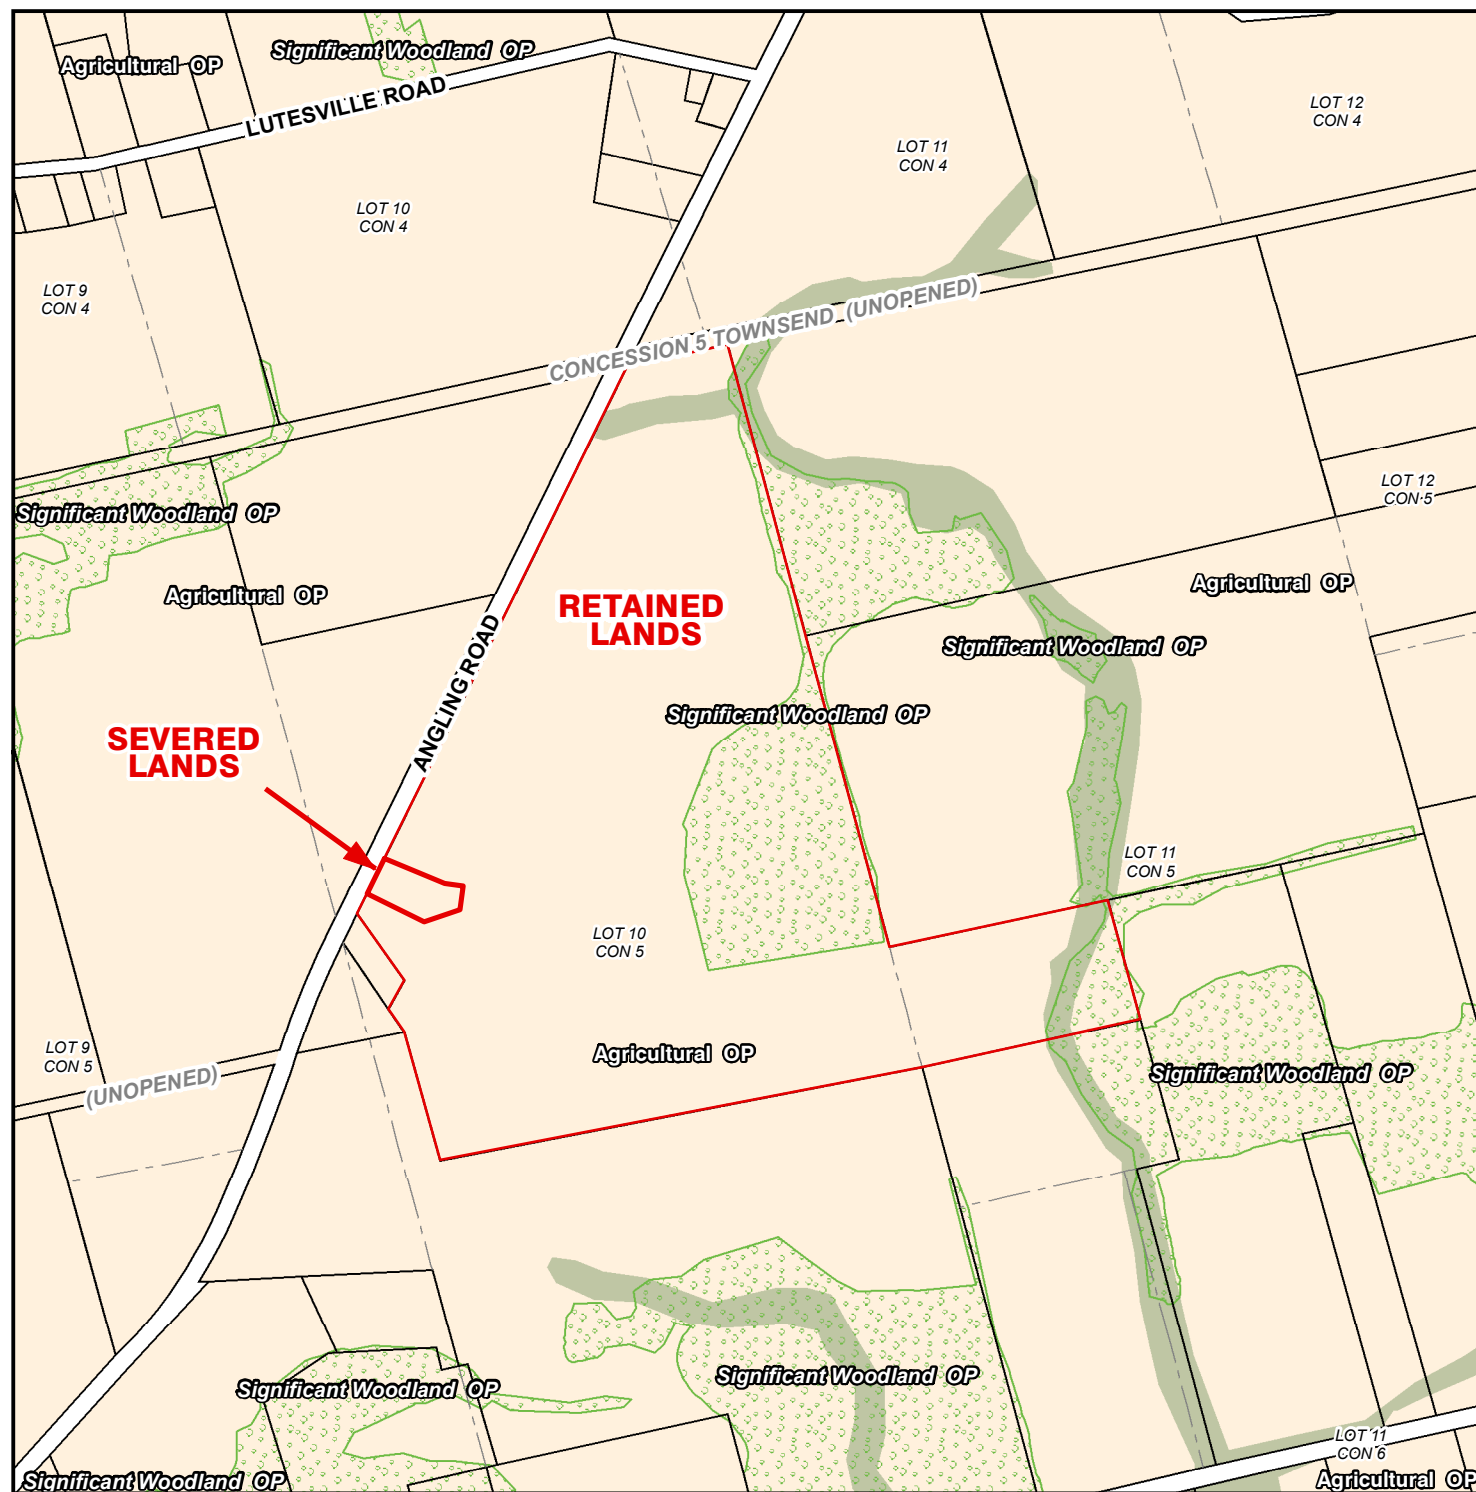 Significant Woodland OP
Agricultural OP
LUTESVILLE ROAD
LOT 12
CON 4
LOT 11
CON 4
LOT 10
CON 4
LOT 9
CON 4
CONCESSION 5 TOWNSEND (UNOPENED)
LOT 12
CON 5
Significant Woodland OP
Agricultural OP
Agricultural OP
RETAINED
LANDS
ANGLING ROAD
Significant Woodland OP
Significant Woodland OP
SEVERED
LANDS
LOT 11
CON 5
LOT 10
CON 5
LOT 9
CON 5
Agricultural OP
(UNOPENED)
Significant Woodland OP
Significant Woodland OP
Significant Woodland OP
LOT 11
CON 6
Significant Woodland OP
Agricultural OP